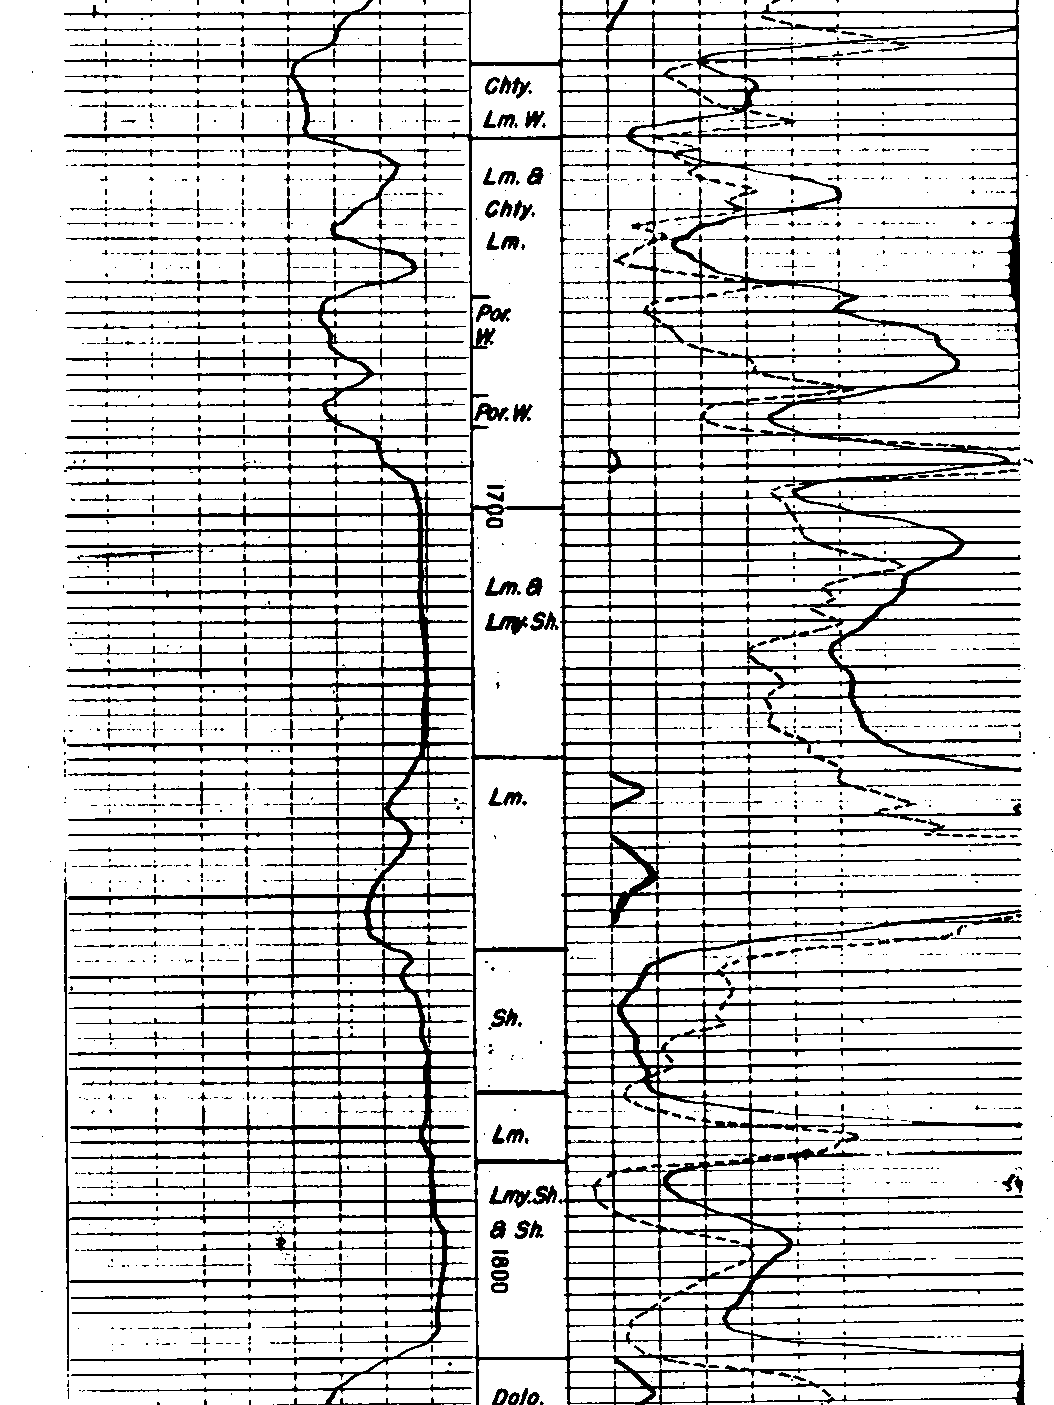 Chty.
Lm. W.
Lm. &
Chty.
Lm.
Por.
W.
Por. W.
1700
Lm. &
Lmy. Sh.
Lm.
Sh.
Lm.
Lmy. Sh.
& Sh.
1800
Dolo.